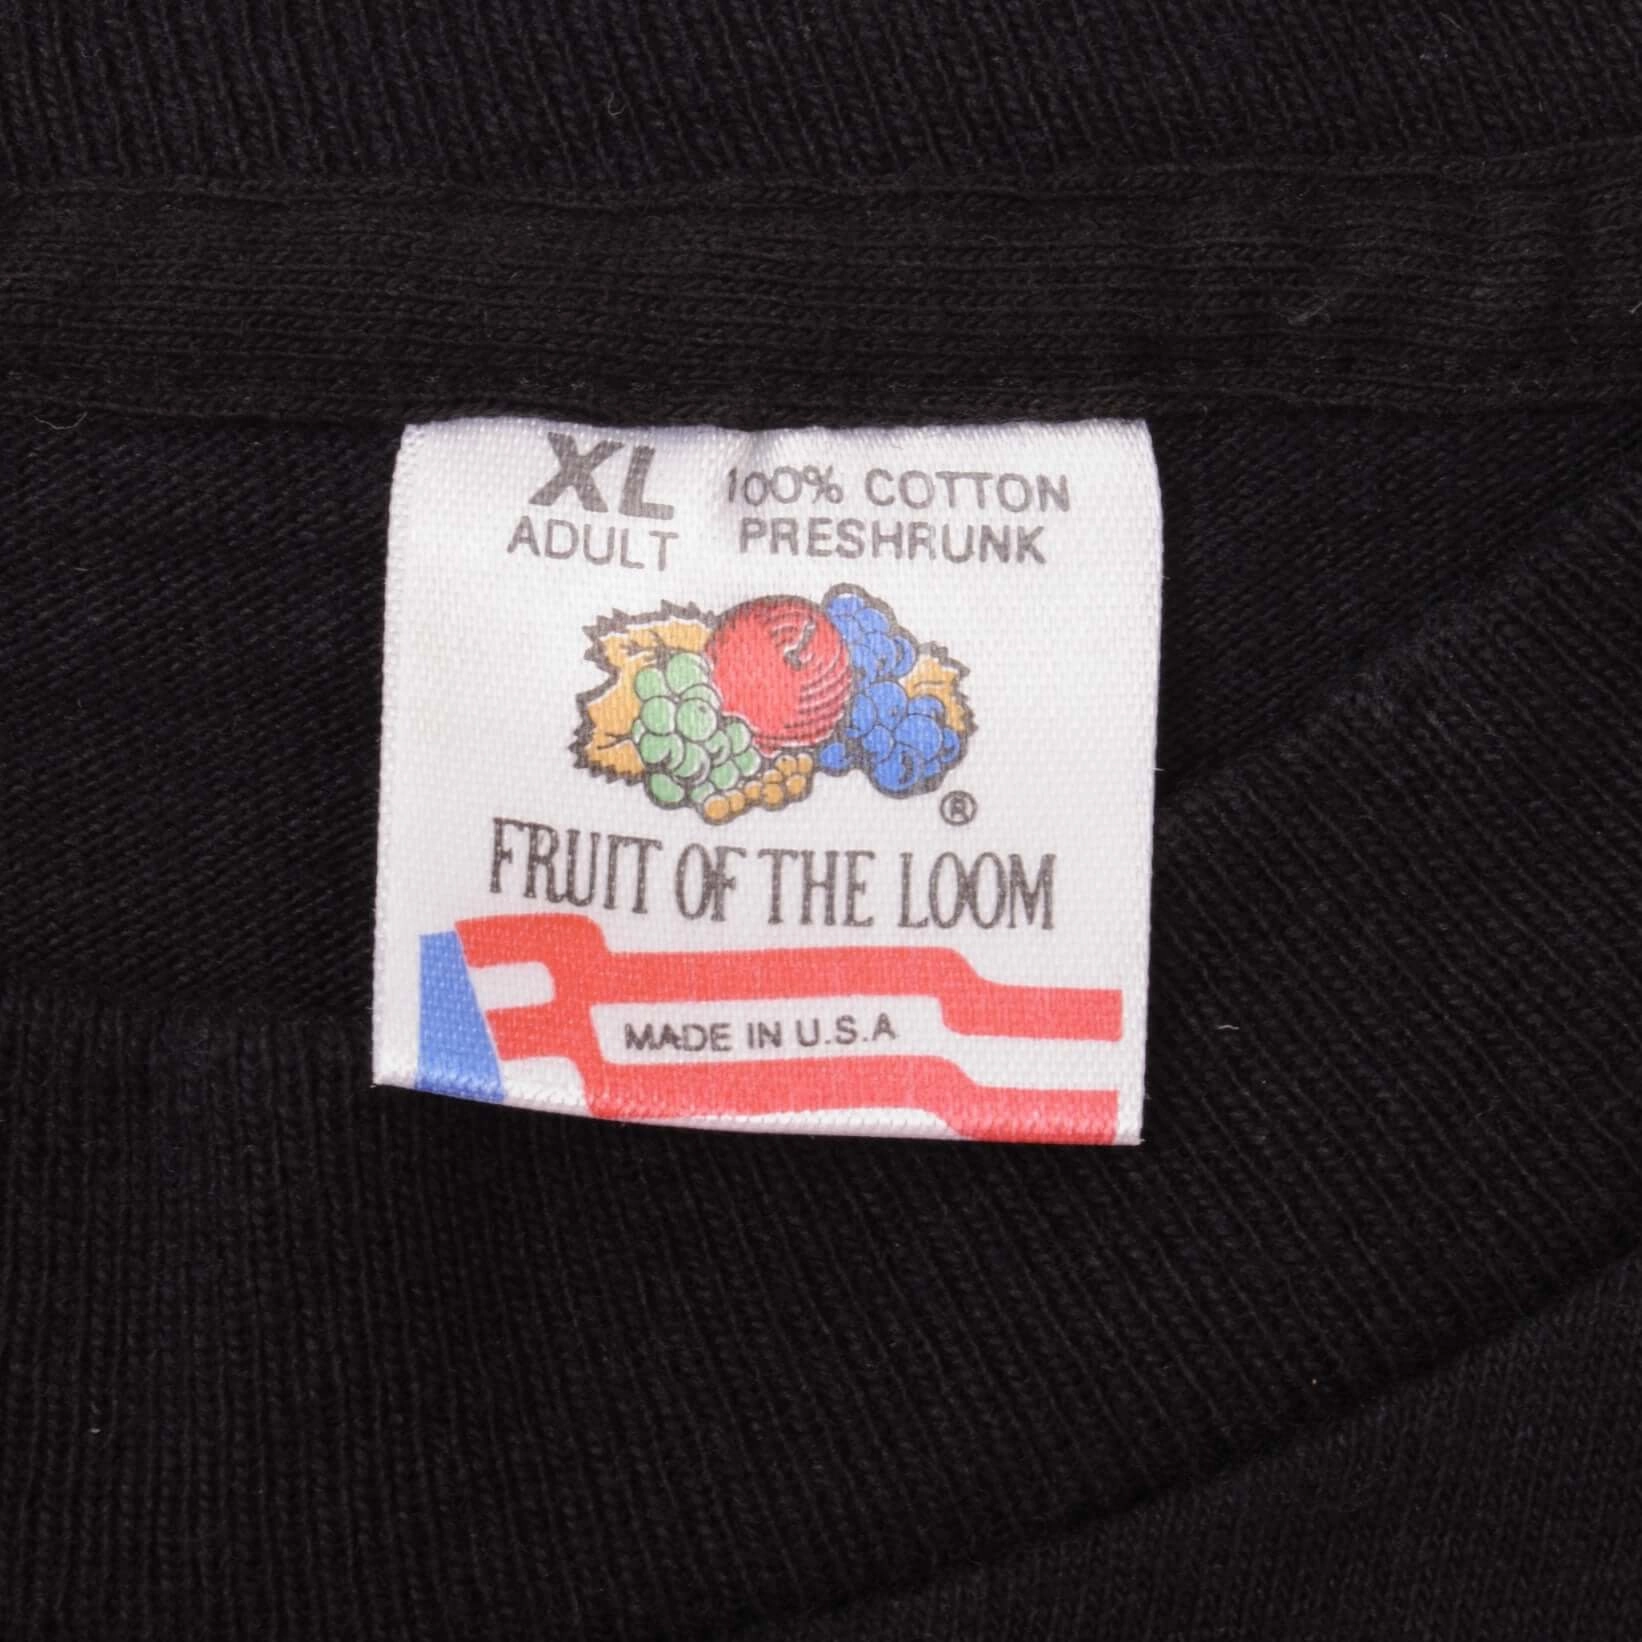 XL
ADULT
100% COTTON
PRESHRUNK
®
FRUIT OF THE LOOM
MADE IN U.S.A